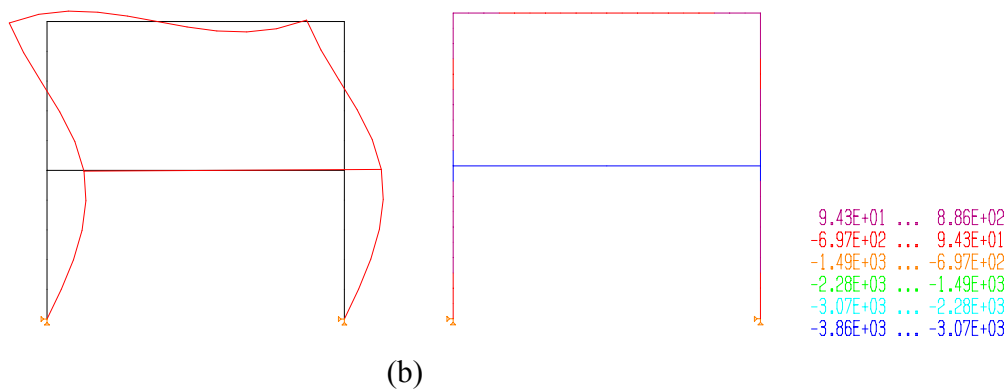 9.43E+01 ... 8.86E+02
-6.97E+02 ... 9.43E+01
-1.49E+03 ... -6.97E+02
-2.28E+03 ... -1.49E+03
-3.07E+03 ... -2.28E+03
-3.86E+03 ... -3.07E+03
(b)